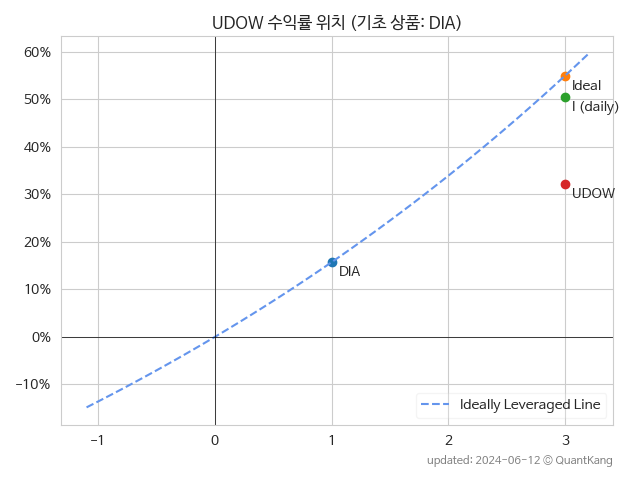 UDOW 수익률 위치 (기초 상품: DIA)
60%
50%
40%
30%
20%
10%
0%
−10%
Ideal
I (daily)
UDOW
DIA
Ideally Leveraged Line
−1 0 1 2 3
updated: 2024-06-12 © QuantKang